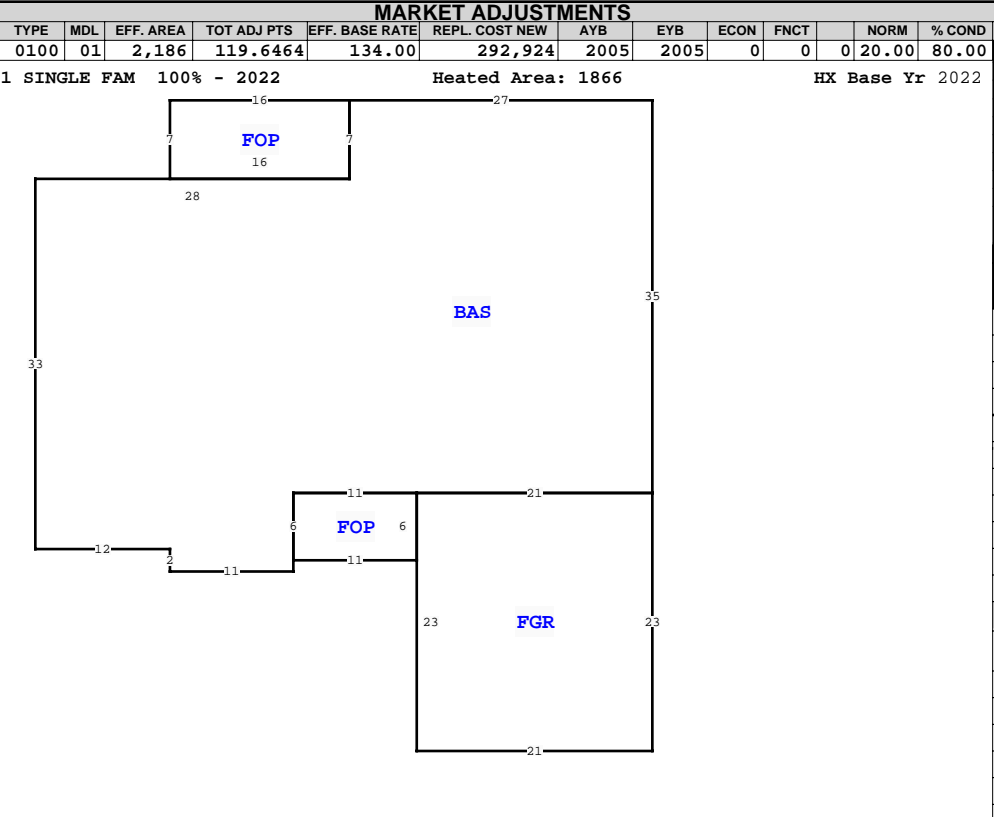 MARKET ADJUSTMENTS
TYPE MDL EFF. AREA TOT ADJ PTS EFF. BASE RATE REPL. COST NEW AYB EYB ECON FNCT NORM % COND
0100 01 2,186 119.6464 134.00 292,924 2005 2005 0 0 0 20.00 80.00
1 SINGLE FAM 100% - 2022 Heated Area: 1866 HX Base Yr 2022
16 27
7 FOP 7
16
28
35
BAS
33
11 21
6 FOP 6
12
2 11
11
23 FGR 23
21